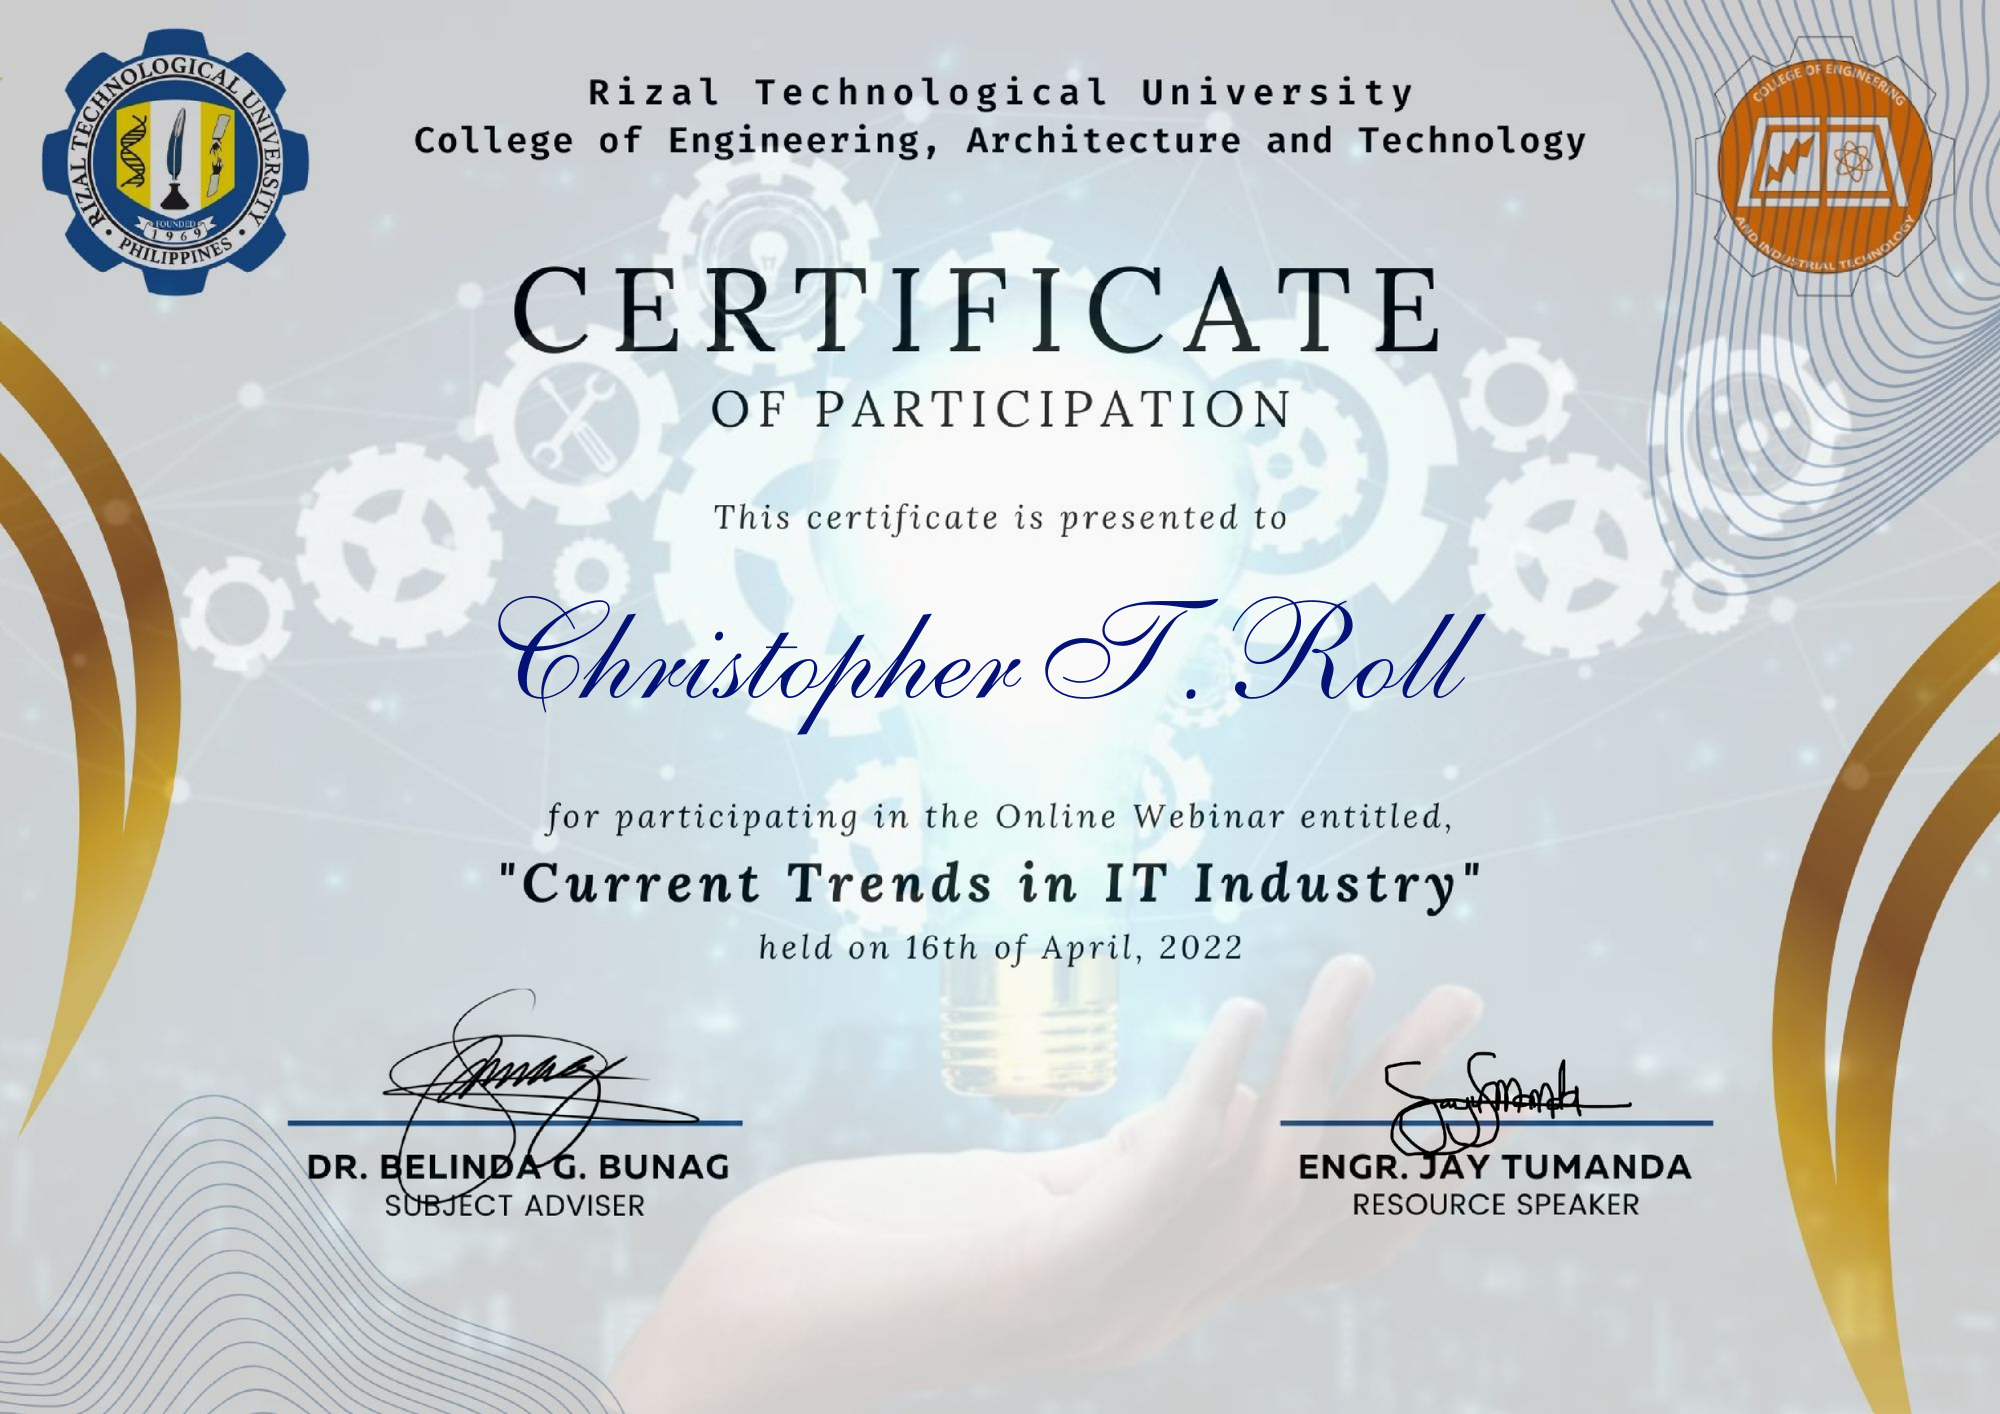 RIZAL TECHNOLOGICAL UNIVERSITY
FOUNDED
1969
• PHILIPPINES •
COLLEGE OF ENGINEERING
AND INDUSTRIAL TECHNOLOGY
Rizal Technological University
College of Engineering, Architecture and Technology
CERTIFICATE
OF PARTICIPATION
This certificate is presented to
Christopher T. Roll
for participating in the Online Webinar entitled,
"Current Trends in IT Industry"
held on 16th of April, 2022
DR. BELINDA G. BUNAG
SUBJECT ADVISER
ENGR. JAY TUMANDA
RESOURCE SPEAKER